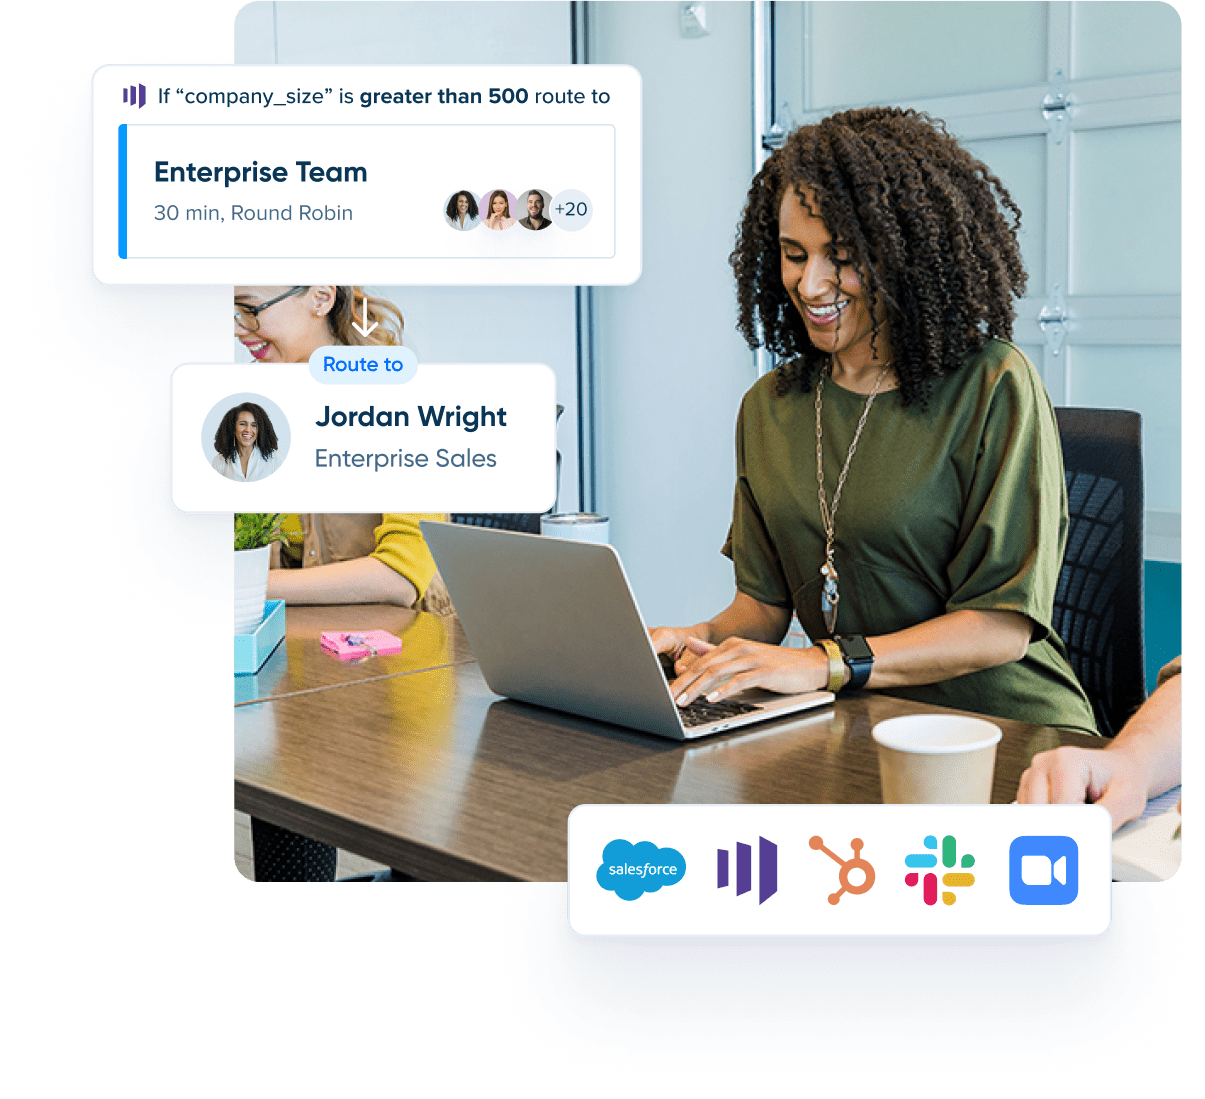 If “company_size” is greater than 500 route to
Enterprise Team
30 min, Round Robin
+20
Route to
Jordan Wright
Enterprise Sales
salesforce